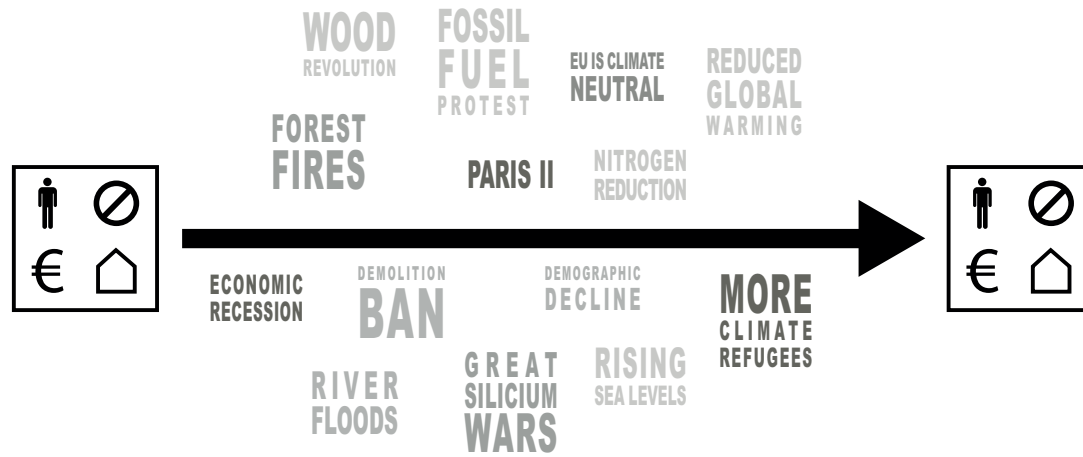 WOOD
REVOLUTION
FOSSIL
FUEL
PROTEST
EU IS CLIMATE
NEUTRAL
REDUCED
GLOBAL
WARMING
FOREST
FIRES
PARIS II
NITROGEN
REDUCTION
€
€
ECONOMIC
RECESSION
DEMOLITION
BAN
DEMOGRAPHIC
DECLINE
MORE
CLIMATE
REFUGEES
RIVER
FLOODS
GREAT
SILICIUM
WARS
RISING
SEA LEVELS